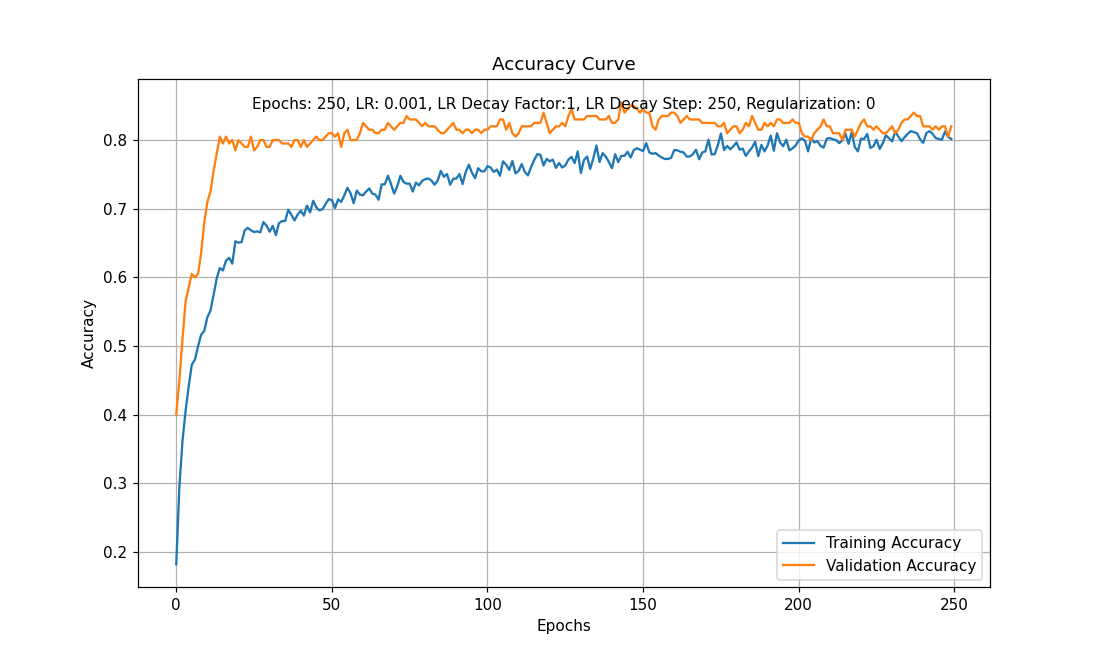 Accuracy Curve
Epochs: 250, LR: 0.001, LR Decay Factor:1, LR Decay Step: 250, Regularization: 0
Accuracy
0.8
0.7
0.6
0.5
0.4
0.3
0.2
Training Accuracy
Validation Accuracy
0 50 100 150 200 250
Epochs